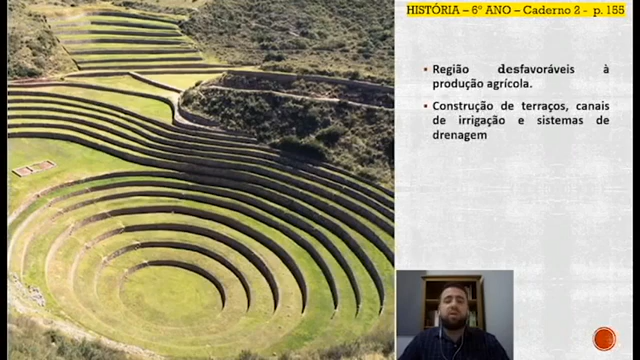 HISTÓRIA – 6º ANO – Caderno 2 - p. 155
Região desfavoráveis à
produção agrícola.
Construção de terraços, canais
de irrigação e sistemas de
drenagem